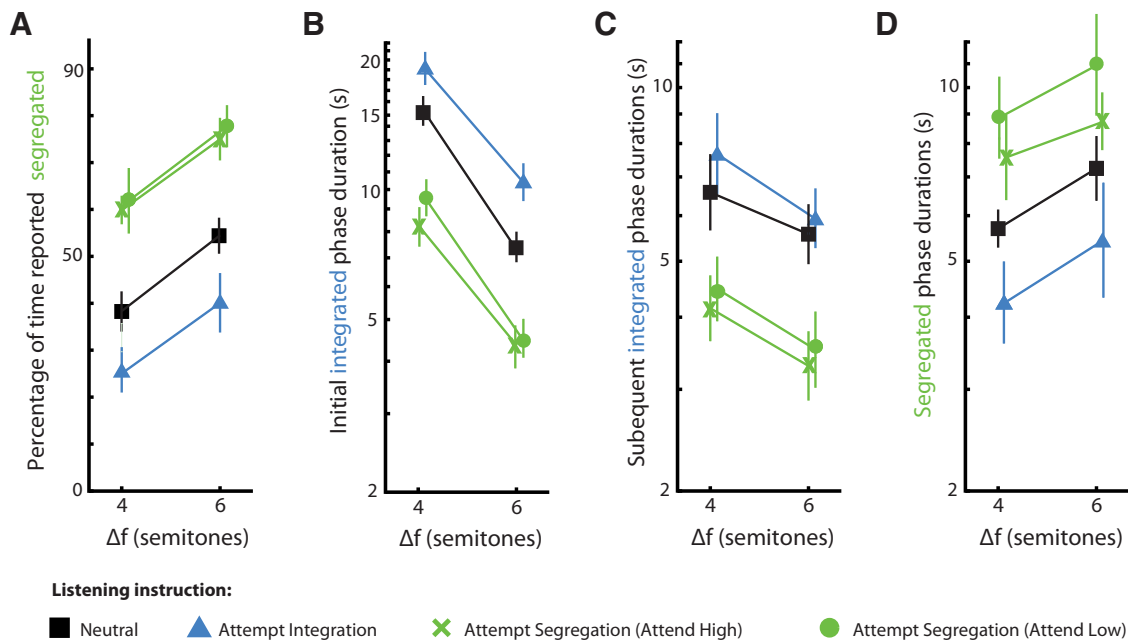 A
Percentage of time reported segregated
90
50
0
4 6
Δf (semitones)
B
Initial integrated phase duration (s)
20
15
10
5
2
4 6
Δf (semitones)
C
Subequent integrated phase durations (s)
10
5
2
4 6
Δf (semitones)
D
Segregated phase durations (s)
10
5
2
4 6
Δf (semitones)
Listening instruction:
Neutral Attempt Integration Attempt Segregation (Attend High) Attempt Segregation (Attend Low)